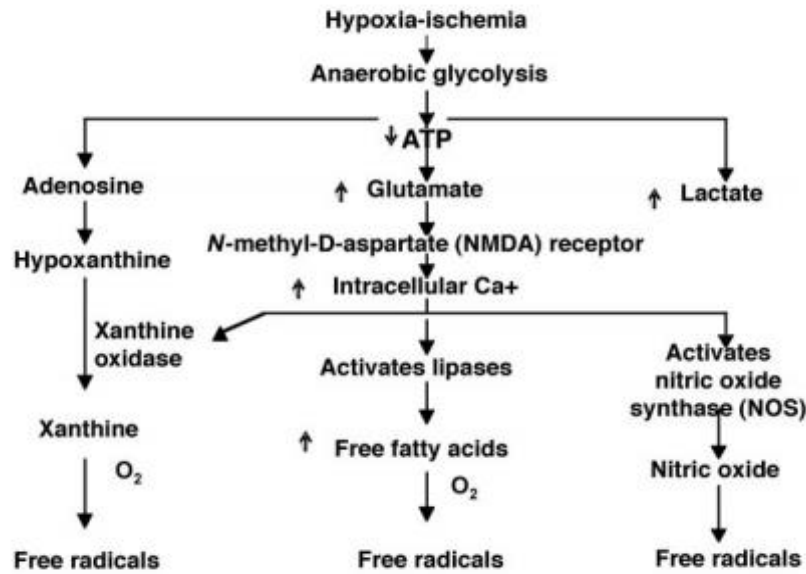 Hypoxia-ischemia
Anaerobic glycolysis
↓ATP
Adenosine
↑ Glutamate
↑ Lactate
N-methyl-D-aspartate (NMDA) receptor
Hypoxanthine
↑ Intracellular Ca+
Xanthine
oxidase
Activates lipases
Activates
nitric oxide
synthase (NOS)
Xanthine
↑ Free fatty acids
Nitric oxide
O₂
O₂
Free radicals
Free radicals
Free radicals